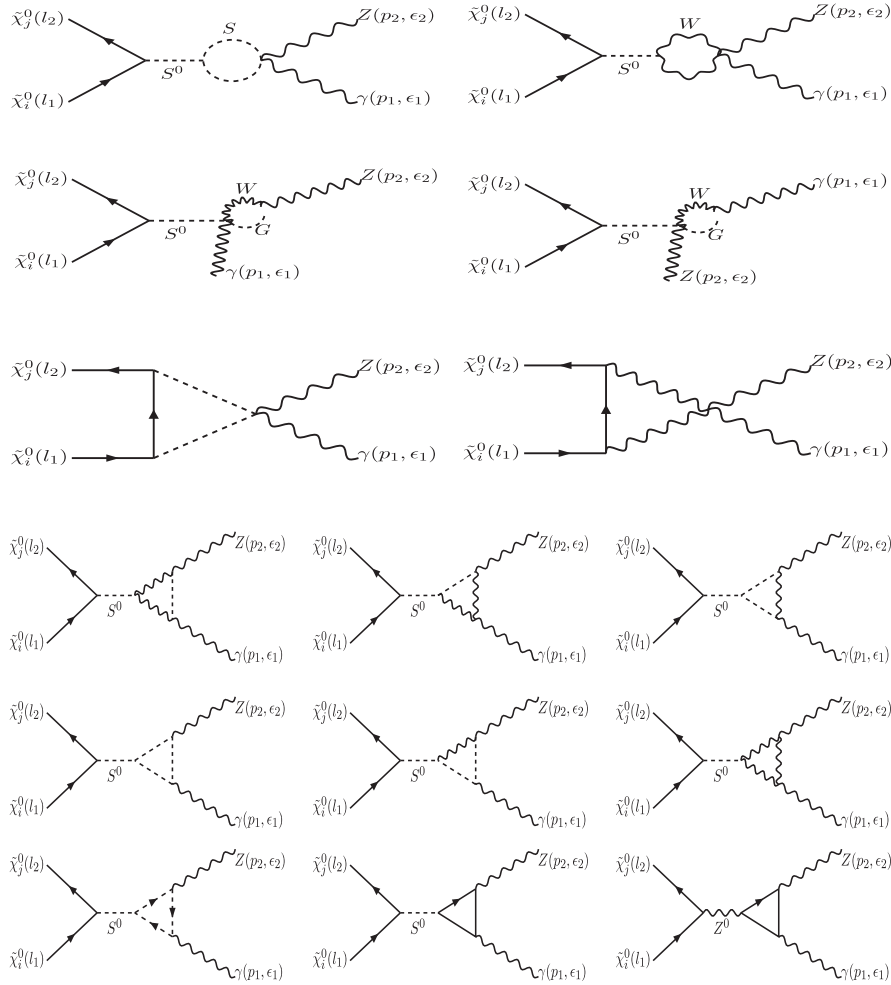 χ̃⁰ⱼ(l₂) S Z(p₂, ϵ₂)
S⁰
χ̃⁰ᵢ(l₁) γ(p₁, ϵ₁)
χ̃⁰ⱼ(l₂) W Z(p₂, ϵ₂)
S⁰
χ̃⁰ᵢ(l₁) γ(p₁, ϵ₁)
χ̃⁰ⱼ(l₂) W Z(p₂, ϵ₂)
S⁰ G
χ̃⁰ᵢ(l₁) γ(p₁, ϵ₁)
χ̃⁰ⱼ(l₂) W γ(p₁, ϵ₁)
S⁰ G
χ̃⁰ᵢ(l₁) Z(p₂, ϵ₂)
χ̃⁰ⱼ(l₂) Z(p₂, ϵ₂)
χ̃⁰ᵢ(l₁) γ(p₁, ϵ₁)
χ̃⁰ⱼ(l₂) Z(p₂, ϵ₂)
χ̃⁰ᵢ(l₁) γ(p₁, ϵ₁)
χ̃⁰ⱼ(l₂) Z(p₂, ϵ₂)
S⁰
χ̃⁰ᵢ(l₁) γ(p₁, ϵ₁)
χ̃⁰ⱼ(l₂) Z(p₂, ϵ₂)
S⁰
χ̃⁰ᵢ(l₁) γ(p₁, ϵ₁)
χ̃⁰ⱼ(l₂) Z(p₂, ϵ₂)
S⁰
χ̃⁰ᵢ(l₁) γ(p₁, ϵ₁)
χ̃⁰ⱼ(l₂) Z(p₂, ϵ₂)
S⁰
χ̃⁰ᵢ(l₁) γ(p₁, ϵ₁)
χ̃⁰ⱼ(l₂) Z(p₂, ϵ₂)
S⁰
χ̃⁰ᵢ(l₁) γ(p₁, ϵ₁)
χ̃⁰ⱼ(l₂) Z(p₂, ϵ₂)
S⁰
χ̃⁰ᵢ(l₁) γ(p₁, ϵ₁)
χ̃⁰ⱼ(l₂) Z(p₂, ϵ₂)
S⁰
χ̃⁰ᵢ(l₁) γ(p₁, ϵ₁)
χ̃⁰ⱼ(l₂) Z(p₂, ϵ₂)
S⁰
χ̃⁰ᵢ(l₁) γ(p₁, ϵ₁)
χ̃⁰ⱼ(l₂) Z(p₂, ϵ₂)
Z⁰
χ̃⁰ᵢ(l₁) γ(p₁, ϵ₁)